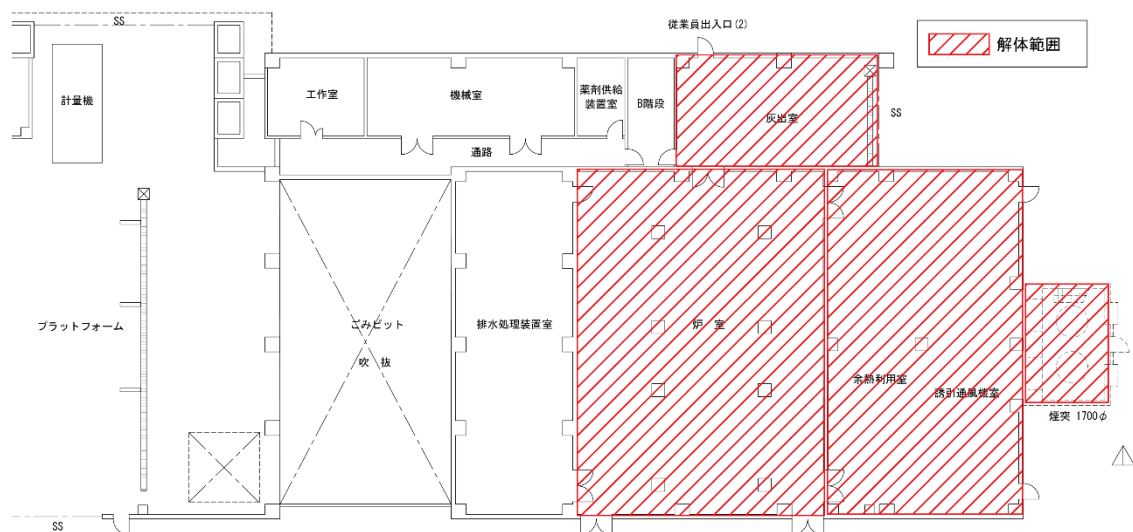 SS
従業員出入口(2)
解体範囲
計量機
工作室
機械室
薬剤供給
装置室
B階段
灰出室
SS
通路
プラットフォーム
ごみピット
吹 抜
排水処理装置室
炉 室
余熱利用室
誘引通風機室
煙突 1700φ
SS